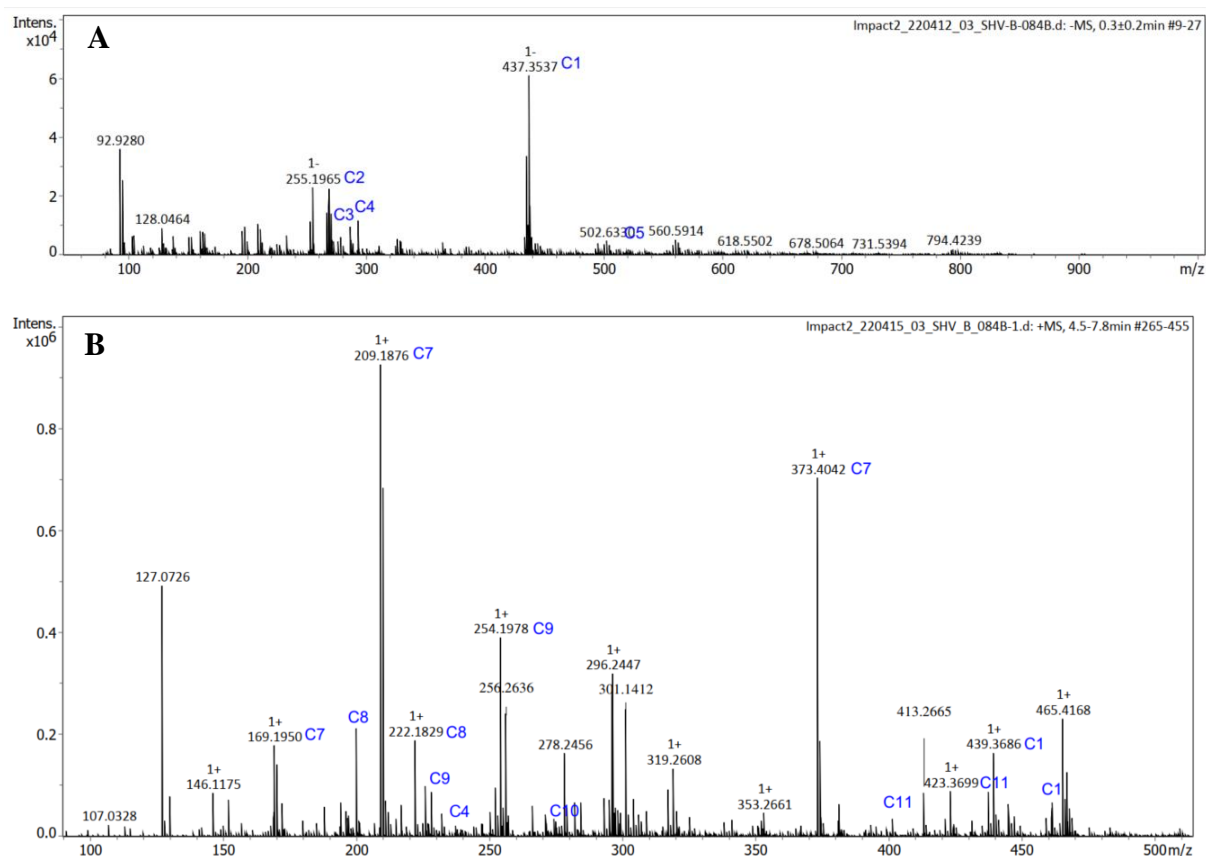 Intens.
x10⁴
A
Impact2_220412_03_SHV-B-084B.d: -MS, 0.3±0.2min #9-27
1-
437.3537 C1
6
4
92.9280
1-
255.1965 C2
2
128.0464
C3 C4
C5
560.5914
618.5502
678.5064
731.5394
794.4239
0
100
200
300
400
500
600
700
800
900
m/z
Intens.
x10⁶
B
Impact2_220415_03_SHV_B_084B-1.d: +MS, 4.5-7.8min #265-455
1+
209.1876 C7
0.8
1+
373.4042 C7
0.6
127.0726
0.4
1+
254.1978 C9
1+
296.2447
256.2636
301.1412
1+
465.4168
413.2665
0.2
1+
169.1950 C7
C8
1+
222.1829 C8
278.2456
1+
319.2608
1+
439.3686 C1
1+
146.1175
C9
1+
423.3699 C11
C1
1+
353.2661
C11
107.0328
C4
C10
0.0
100
150
200
250
300
350
400
450
500 m/z